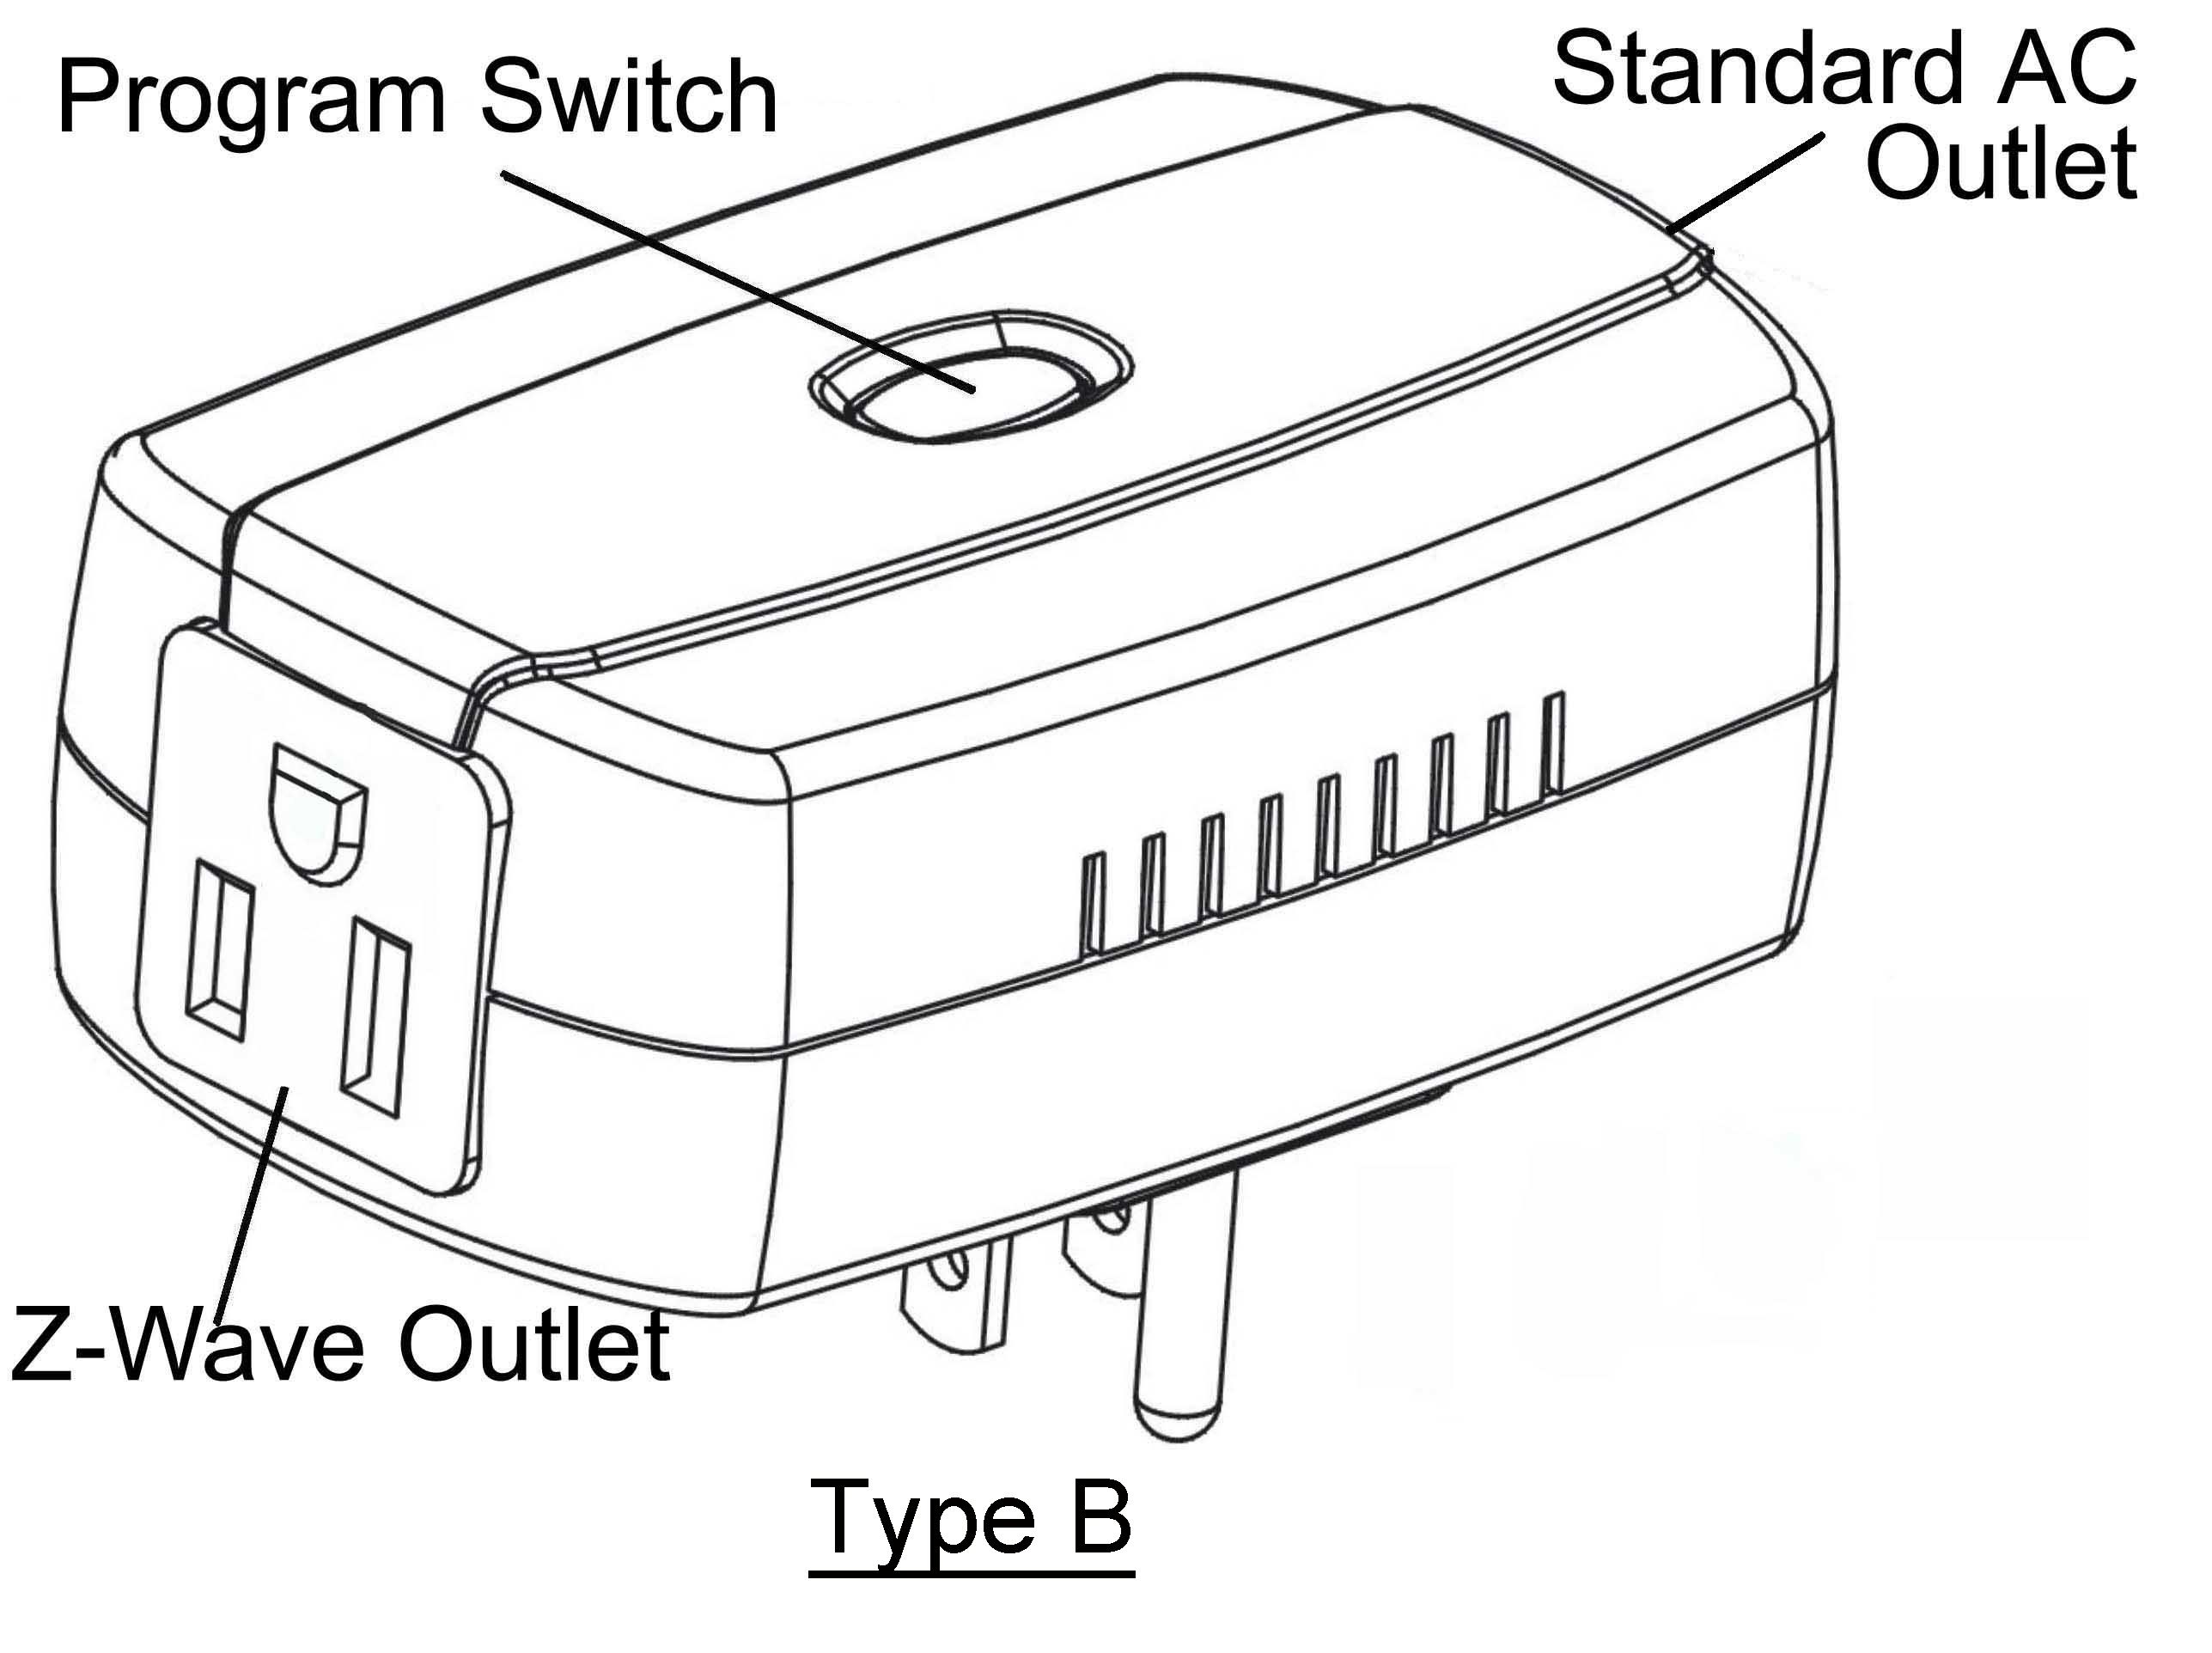 Program Switch
Standard AC
Outlet
Z-Wave Outlet
Type B